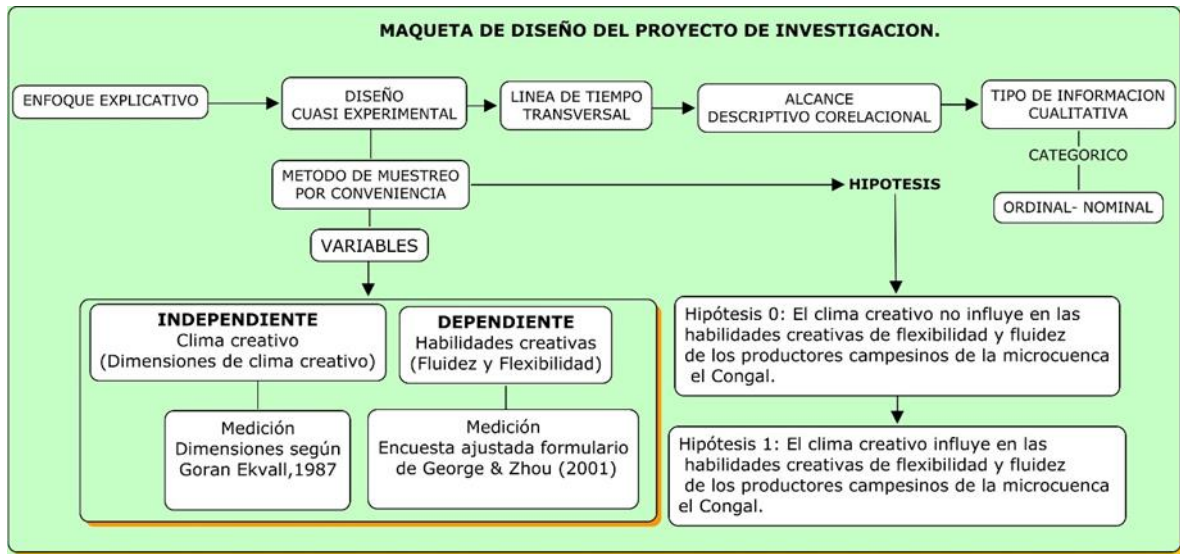 MAQUETA DE DISEÑO DEL PROYECTO DE INVESTIGACION.
ENFOQUE EXPLICATIVO
DISEÑO
CUASI EXPERIMENTAL
LINEA DE TIEMPO
TRANSVERSAL
ALCANCE
DESCRIPTIVO CORELACIONAL
TIPO DE INFORMACION
CUALITATIVA
CATEGORICO
ORDINAL- NOMINAL
METODO DE MUESTREO
POR CONVENIENCIA
HIPOTESIS
VARIABLES
INDEPENDIENTE
Clima creativo
(Dimensiones de clima creativo)
DEPENDIENTE
Habilidades creativas
(Fluidez y Flexibilidad)
Medición
Dimensiones según
Goran Ekvall,1987
Medición
Encuesta ajustada formulario
de George & Zhou (2001)
Hipótesis 0: El clima creativo no influye en las
habilidades creativas de flexibilidad y fluidez
de los productores campesinos de la microcuenca
el Congal.
Hipótesis 1: El clima creativo influye en las
habilidades creativas de flexibilidad y fluidez
de los productores campesinos de la microcuenca
el Congal.